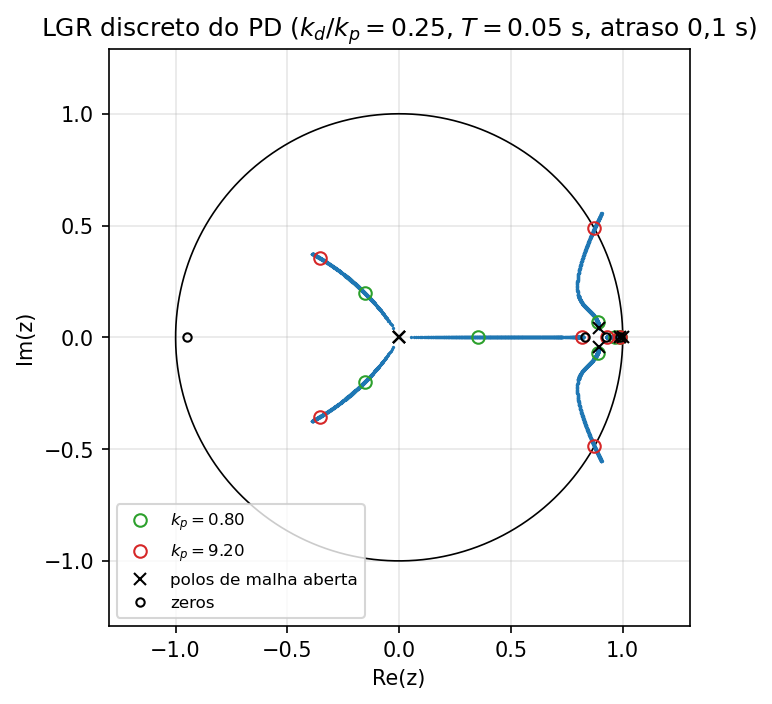 LGR discreto do PD ($k_d/k_p = 0.25$, $T = 0.05$ s, atraso 0,1 s)
Im(z)
1.0
0.5
0.0
−0.5
−1.0
$k_p = 0.80$
$k_p = 9.20$
polos de malha aberta
zeros
−1.0 −0.5 0.0 0.5 1.0
Re(z)